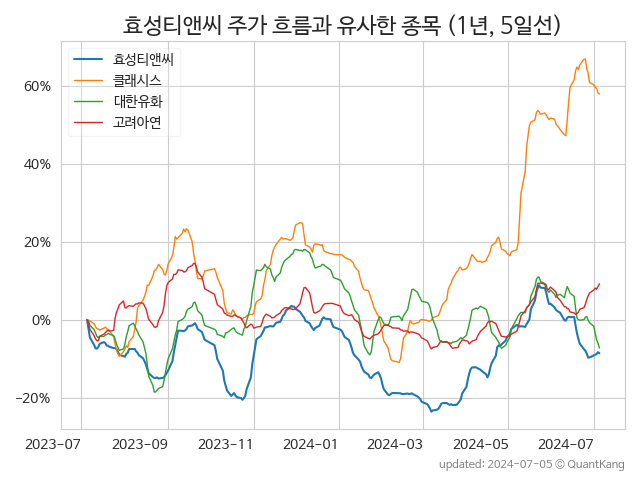 효성티앤씨 주가 흐름과 유사한 종목 (1년, 5일선)
효성티앤씨
클래시스
대한유화
고려아연
60%
40%
20%
0%
−20%
2023-07 2023-09 2023-11 2024-01 2024-03 2024-05 2024-07
updated: 2024-07-05 © QuantKang